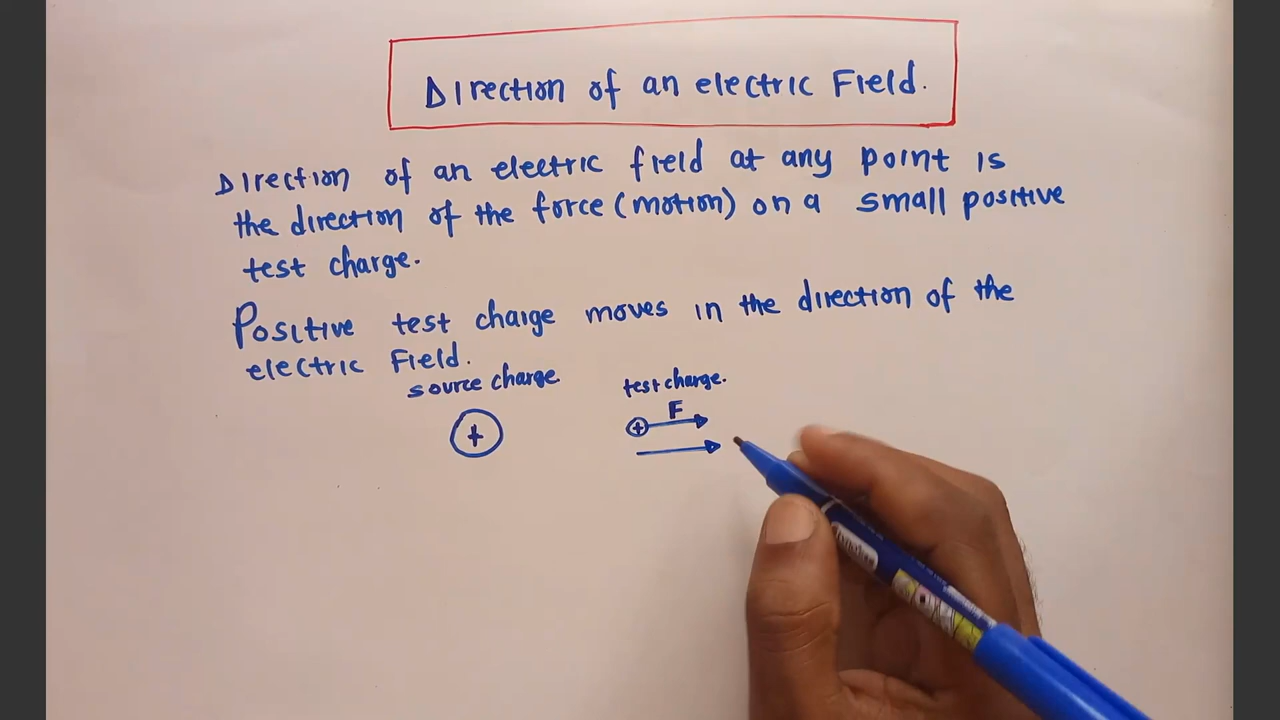 Direction of an electric Field.
Direction of an electric field at any point is
the direction of the force (motion) on a small positive
test charge.
Positive test charge moves in the direction of the
electric Field.
source charge test charge.
+ + F